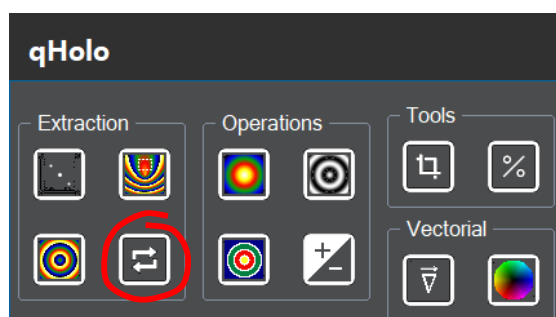 qHolo
Extraction
Operations
Tools
%
Vectorial
+
−
V